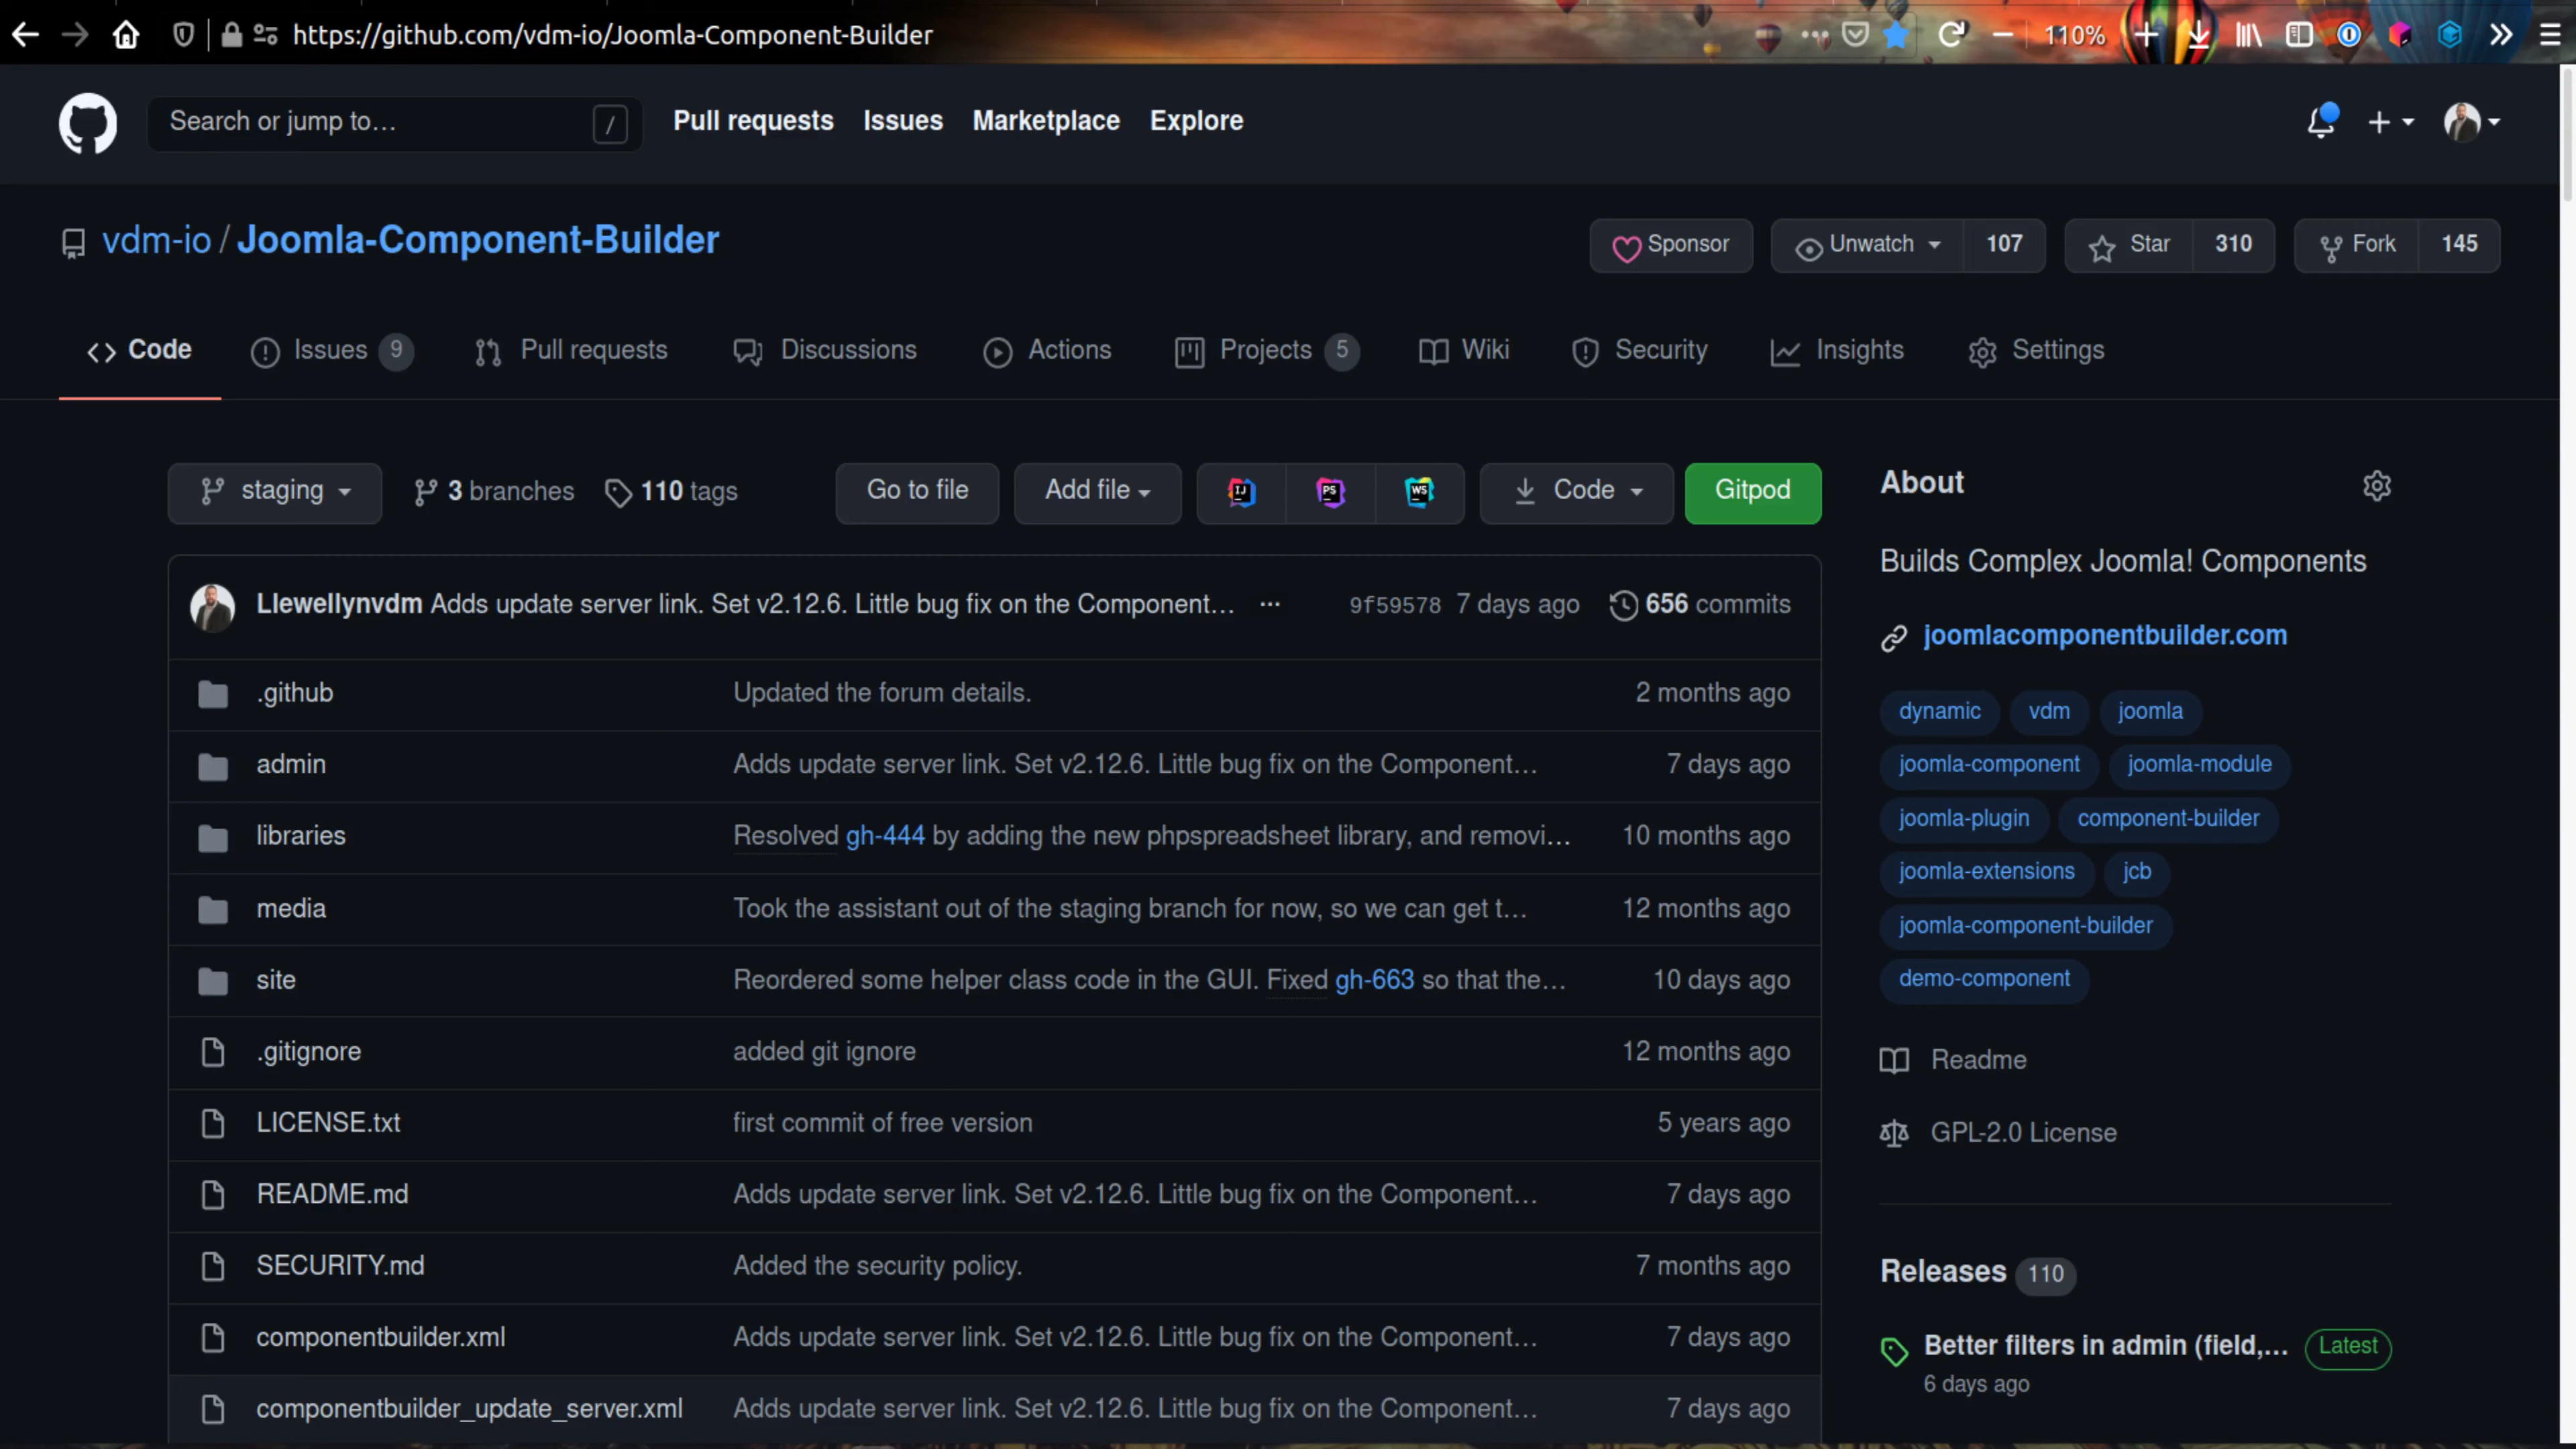 https://github.com/vdm-io/Joomla-Component-Builder
110%
Search or jump to…
/
Pull requests
Issues
Marketplace
Explore
vdm-io / Joomla-Component-Builder
Sponsor
Unwatch 107
Star 310
Fork 145
Code
Issues 9
Pull requests
Discussions
Actions
Projects 5
Wiki
Security
Insights
Settings
staging
3 branches
110 tags
Go to file
Add file
IJ
PS
WS
Code
Gitpod
Llewellynvdm Adds update server link. Set v2.12.6. Little bug fix on the Component… ... 9f59578 7 days ago 656 commits
.github Updated the forum details. 2 months ago
admin Adds update server link. Set v2.12.6. Little bug fix on the Component… 7 days ago
libraries Resolved gh-444 by adding the new phpspreadsheet library, and removi… 10 months ago
media Took the assistant out of the staging branch for now, so we can get t… 12 months ago
site Reordered some helper class code in the GUI. Fixed gh-663 so that the… 10 days ago
.gitignore added git ignore 12 months ago
LICENSE.txt first commit of free version 5 years ago
README.md Adds update server link. Set v2.12.6. Little bug fix on the Component… 7 days ago
SECURITY.md Added the security policy. 7 months ago
componentbuilder.xml Adds update server link. Set v2.12.6. Little bug fix on the Component… 7 days ago
componentbuilder_update_server.xml Adds update server link. Set v2.12.6. Little bug fix on the Component… 7 days ago
About
Builds Complex Joomla! Components
joomlacomponentbuilder.com
dynamic vdm joomla
joomla-component joomla-module
joomla-plugin component-builder
joomla-extensions jcb
joomla-component-builder
demo-component
Readme
GPL-2.0 License
Releases 110
Better filters in admin (field,… Latest
6 days ago